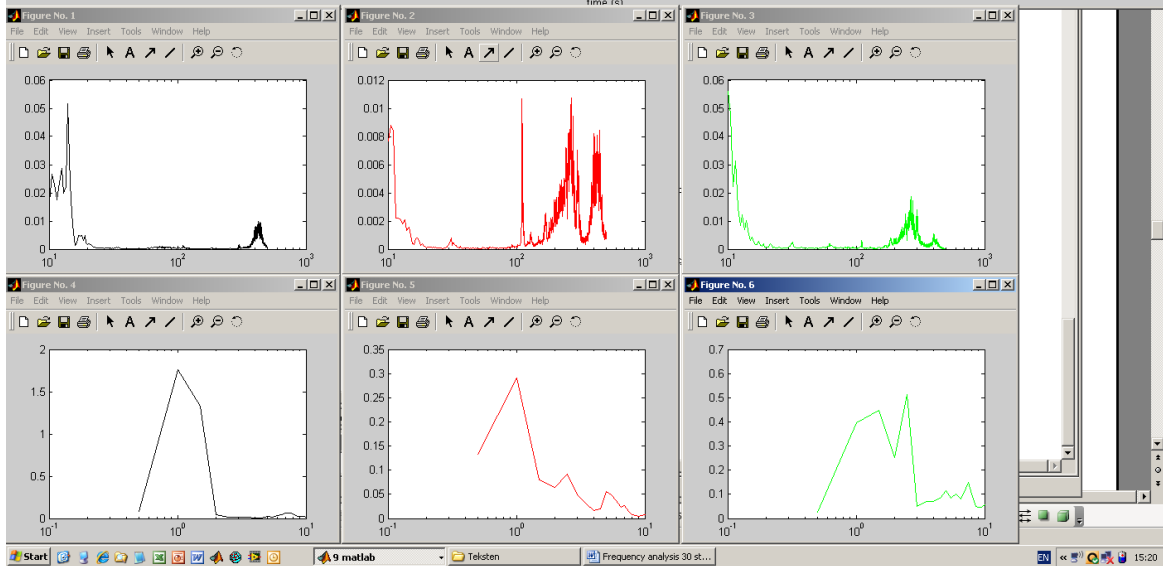 time (s)
Figure No. 1
File Edit View Insert Tools Window Help
0.06
0.05
0.04
0.03
0.02
0.01
0
10^1 10^2 10^3
Figure No. 2
File Edit View Insert Tools Window Help
0.012
0.01
0.008
0.006
0.004
0.002
0
10^1 10^2 10^3
Figure No. 3
File Edit View Insert Tools Window Help
0.06
0.05
0.04
0.03
0.02
0.01
0
10^1 10^2 10^3
Figure No. 4
File Edit View Insert Tools Window Help
2
1.5
1
0.5
0
10^-1 10^0 10^1
Figure No. 5
File Edit View Insert Tools Window Help
0.35
0.3
0.25
0.2
0.15
0.1
0.05
0
10^-1 10^0 10^1
Figure No. 6
File Edit View Insert Tools Window Help
0.7
0.6
0.5
0.4
0.3
0.2
0.1
0
10^-1 10^0 10^1
Start 9 matlab Teksten Frequency analysis 30 st... EN 15:20